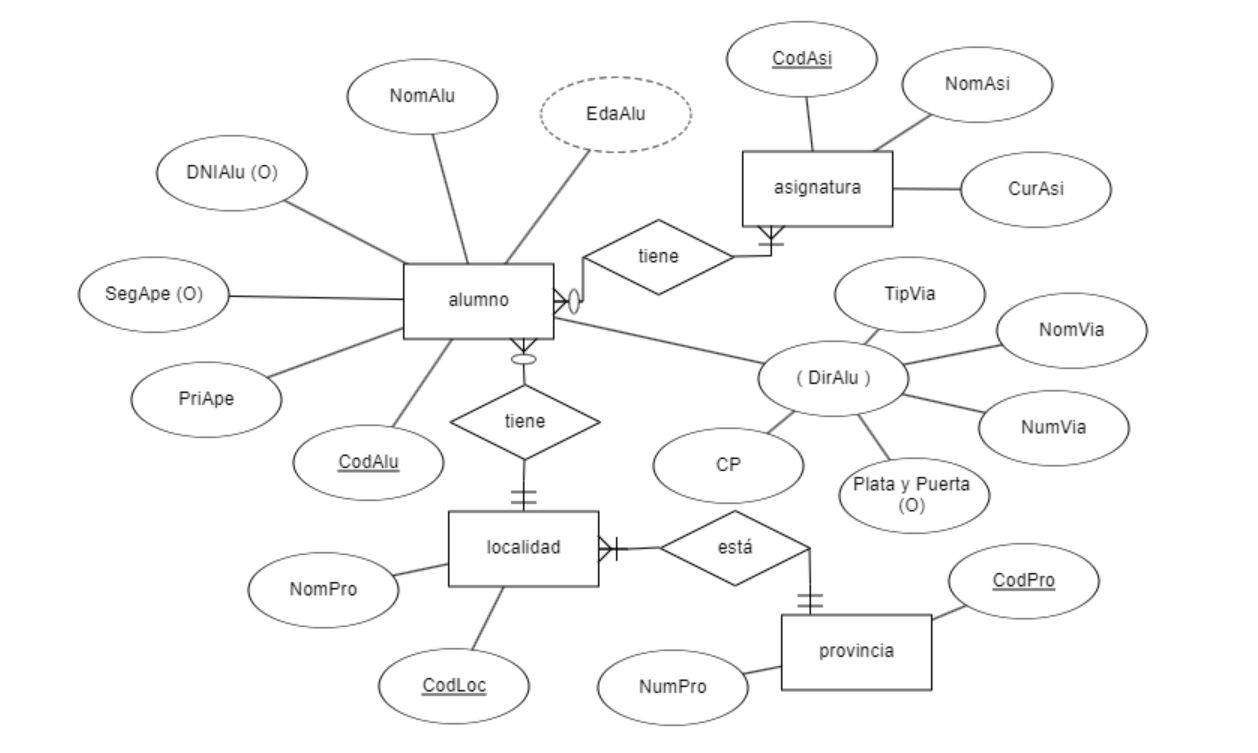 CodAsi
NomAsi
NomAlu
EdaAlu
DNIAlu (O)
asignatura
CurAsi
tiene
SegApe (O)
alumno
TipVia
NomVia
( DirAlu )
PriApe
tiene
NumVia
CodAlu
CP
Plata y Puerta
(O)
localidad
está
NomPro
CodPro
provincia
CodLoc
NumPro